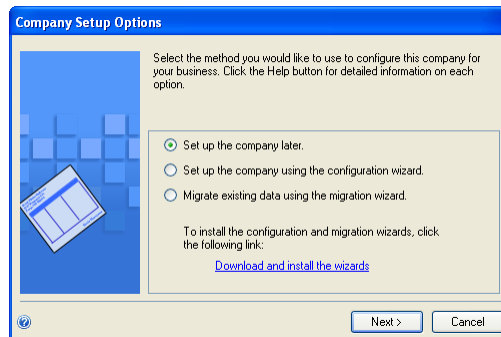 Company Setup Options
Select the method you would like to use to configure this company for
your business. Click the Help button for detailed information on each
option.
Set up the company later.
Set up the company using the configuration wizard.
Migrate existing data using the migration wizard.
To install the configuration and migration wizards, click
the following link:
Download and install the wizards
Next >
Cancel